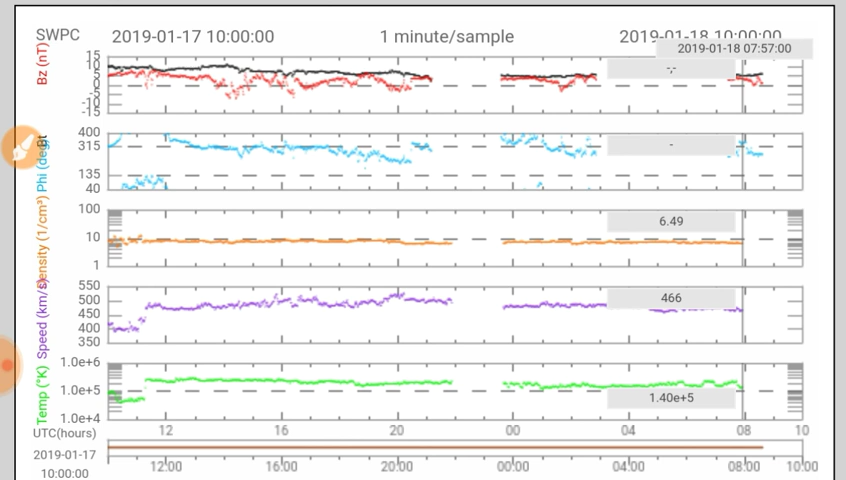 SWPC 2019-01-17 10:00:00 1 minute/sample 2019-01-18 10:00:00
2019-01-18 07:57:00
Bz (nT)
15
10
5
0
-5
-10
-15
-;-
Bt
Phi (deg)
400
315
135
40
-
ensity (1/cm³)
100
10
1
6.49
Speed (km/s)
550
500
450
400
350
466
Temp (°K)
1.0e+6
1.0e+5
1.0e+4
1.40e+5
UTC(hours) 12 16 20 00 04 08 10
2019-01-17
10:00:00
12:00 16:00 20:00 00:00 04:00 08:00 10:00